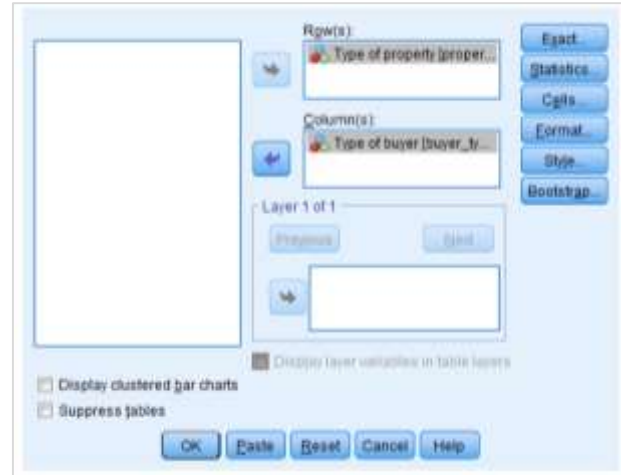 Row(s):
Type of property [proper...
Column(s):
Type of buyer [buyer_ty...
Exact...
Statistics...
Cells...
Format...
Style...
Bootstrap...
Layer 1 of 1
Previous
Next
Display layer variables in table layers
Display clustered bar charts
Suppress tables
OK
Paste
Reset
Cancel
Help